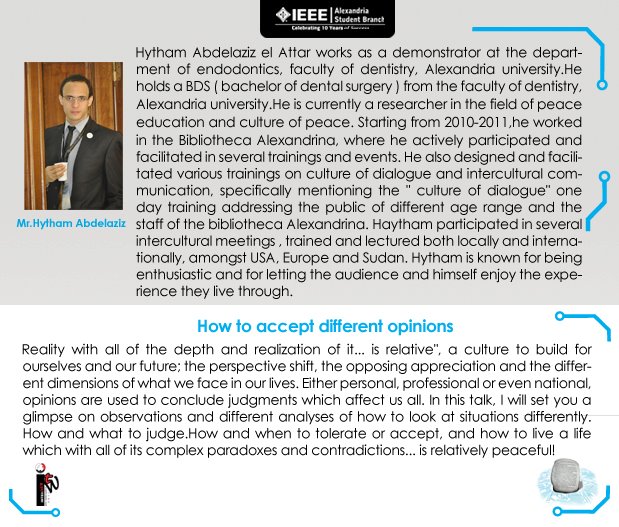 IEEE
Alexandria
Student Branch
Celebrating 10 Years of Success
Hytham Abdelaziz el Attar works as a demonstrator at the depart-
ment of endodontics, faculty of dentistry, Alexandria university.He
holds a BDS ( bachelor of dental surgery ) from the faculty of dentistry,
Alexandria university.He is currently a researcher in the field of peace
education and culture of peace. Starting from 2010-2011,he worked
in the Bibliotheca Alexandrina, where he actively participated and
facilitated in several trainings and events. He also designed and facili-
tated various trainings on culture of dialogue and intercultural com-
munication, specifically mentioning the " culture of dialogue" one
day training addressing the public of different age range and the
staff of the bibliotheca Alexandrina. Haytham participated in several
intercultural meetings , trained and lectured both locally and interna-
tionally, amongst USA, Europe and Sudan. Hytham is known for being
enthusiastic and for letting the audience and himself enjoy the expe-
rience they live through.
Mr.Hytham Abdelaziz
How to accept different opinions
Reality with all of the depth and realization of it... is relative", a culture to build for
ourselves and our future; the perspective shift, the opposing appreciation and the differ-
ent dimensions of what we face in our lives. Either personal, professional or even national,
opinions are used to conclude judgments which affect us all. In this talk, I will set you a
glimpse on observations and different analyses of how to look at situations differently.
How and what to judge.How and when to tolerate or accept, and how to live a life
which with all of its complex paradoxes and contradictions... is relatively peaceful!